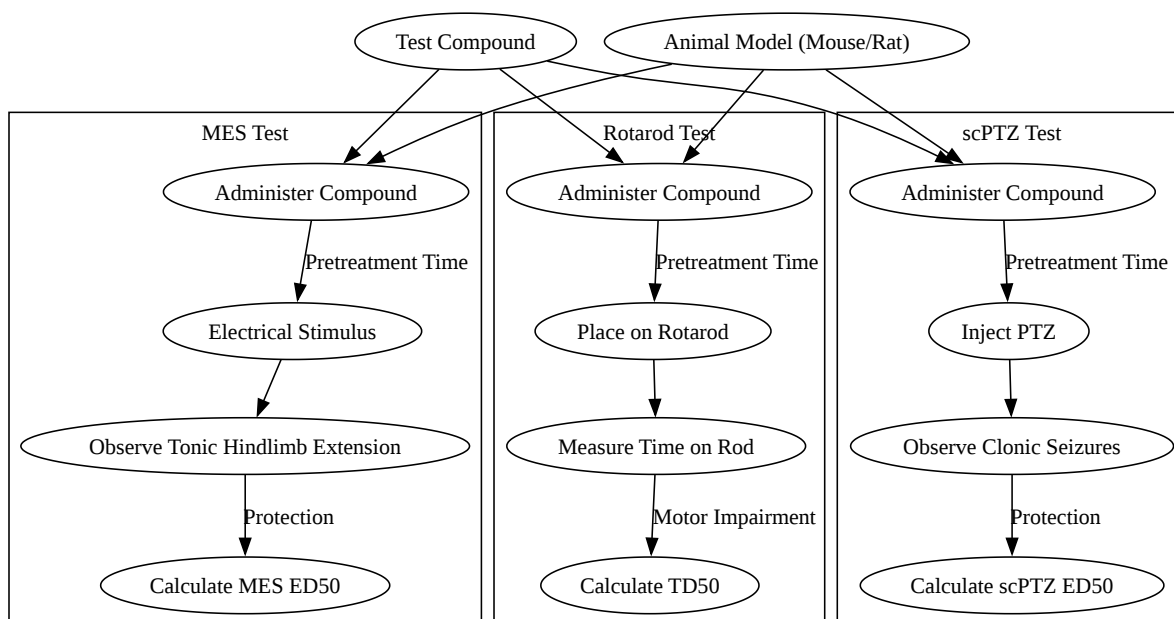 Test Compound
Animal Model (Mouse/Rat)
MES Test
Rotarod Test
scPTZ Test
Administer Compound
Administer Compound
Administer Compound
Pretreatment Time
Pretreatment Time
Pretreatment Time
Electrical Stimulus
Place on Rotarod
Inject PTZ
Observe Tonic Hindlimb Extension
Measure Time on Rod
Observe Clonic Seizures
Protection
Motor Impairment
Protection
Calculate MES ED50
Calculate TD50
Calculate scPTZ ED50